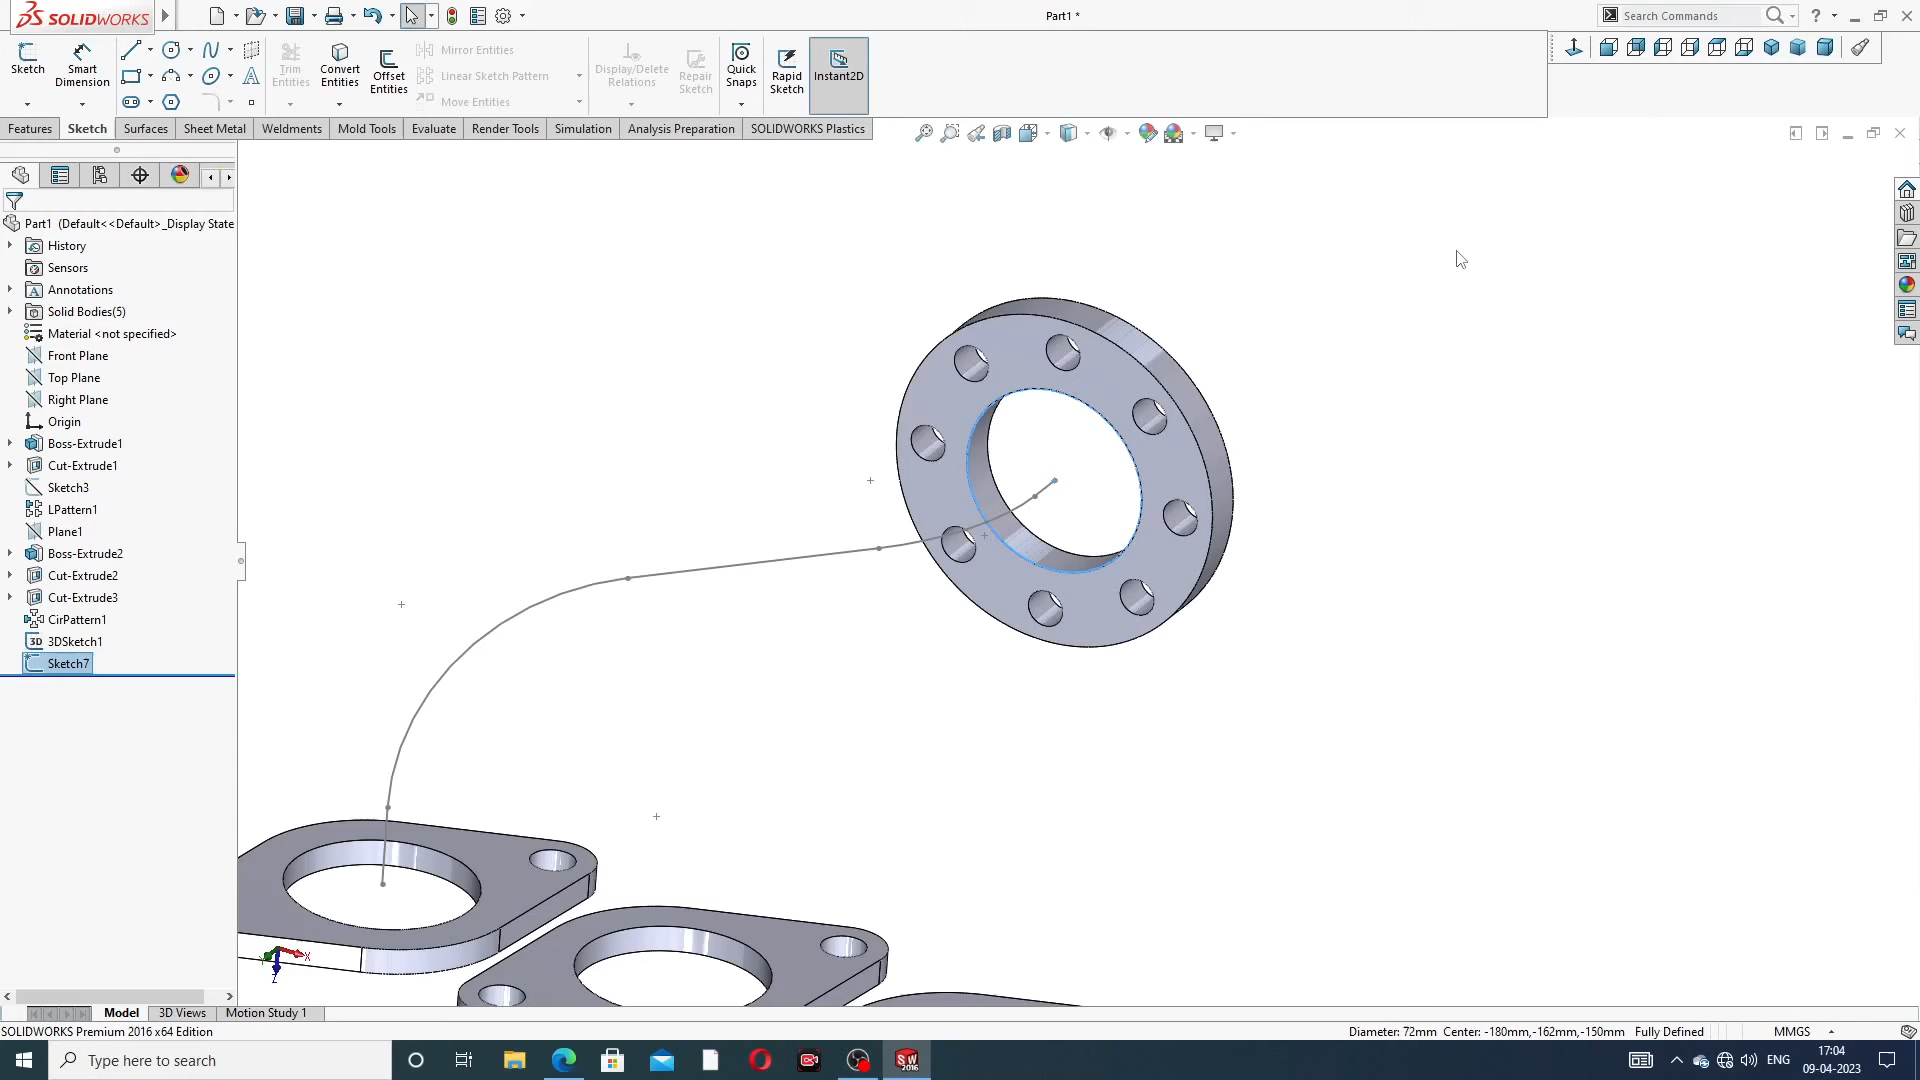 SOLIDWORKS
Part1 *
Search Commands
Sketch
Smart Dimension
Trim Entities
Convert Entities
Offset Entities
Mirror Entities
Linear Sketch Pattern
Move Entities
Display/Delete Relations
Repair Sketch
Quick Snaps
Rapid Sketch
Instant2D
Features
Sketch
Surfaces
Sheet Metal
Weldments
Mold Tools
Evaluate
Render Tools
Simulation
Analysis Preparation
SOLIDWORKS Plastics
Part1 (Default<<Default>_Display State
History
Sensors
Annotations
Solid Bodies(5)
Material <not specified>
Front Plane
Top Plane
Right Plane
Origin
Boss-Extrude1
Cut-Extrude1
Sketch3
LPattern1
Plane1
Boss-Extrude2
Cut-Extrude2
Cut-Extrude3
CirPattern1
3D 3DSketch1
Sketch7
X
Y
Z
Model
3D Views
Motion Study 1
SOLIDWORKS Premium 2016 x64 Edition
Diameter: 72mm Center: -180mm,-162mm,-150mm Fully Defined
MMGS
Type here to search
SW
2016
ENG
17:04
09-04-2023